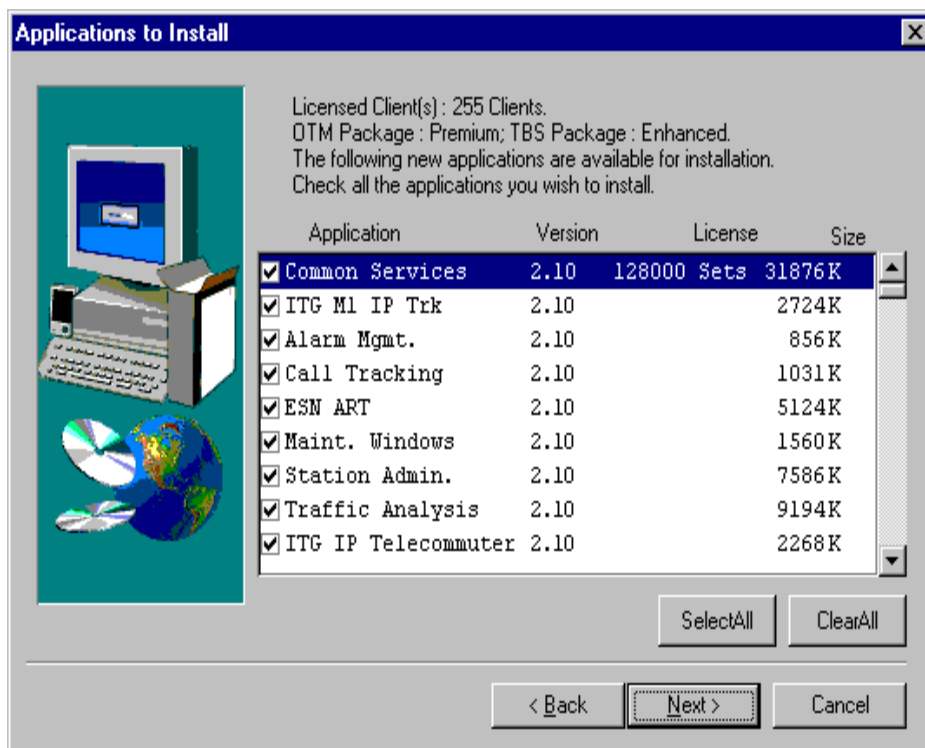 Applications to Install
Licensed Client(s) : 255 Clients.
OTM Package : Premium; TBS Package : Enhanced.
The following new applications are available for installation.
Check all the applications you wish to install.
Application Version License Size
Common Services 2.10 128000 Sets 31876K
ITG M1 IP Trk 2.10 2724K
Alarm Mgmt. 2.10 856K
Call Tracking 2.10 1031K
ESN ART 2.10 5124K
Maint. Windows 2.10 1560K
Station Admin. 2.10 7586K
Traffic Analysis 2.10 9194K
ITG IP Telecommuter 2.10 2268K
SelectAll ClearAll
< Back Next > Cancel